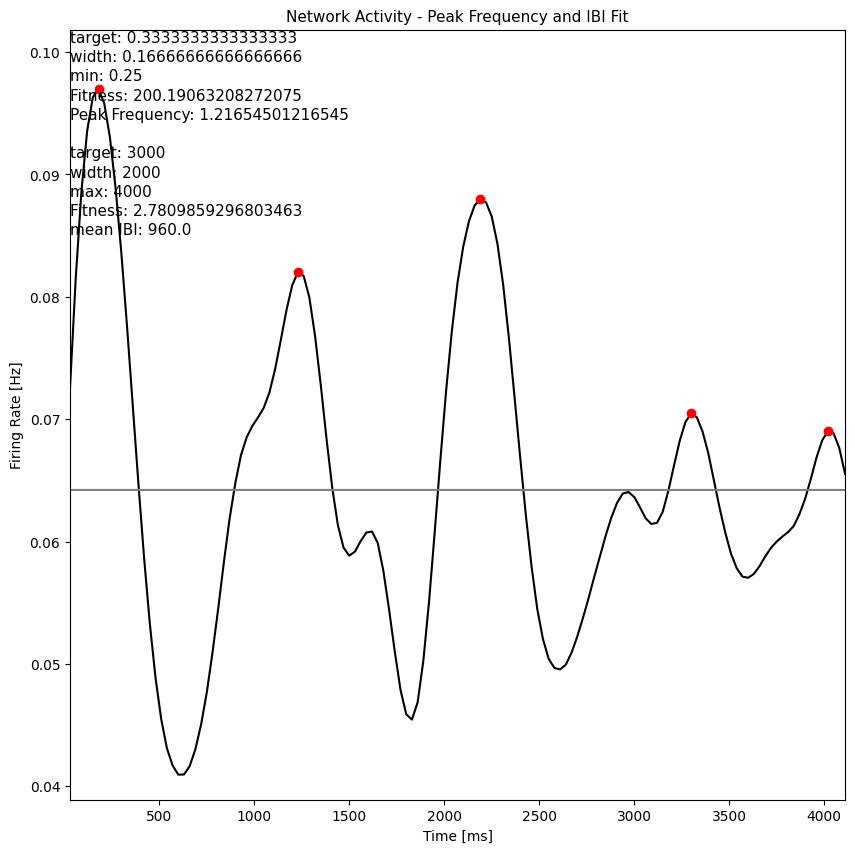 Network Activity - Peak Frequency and IBI Fit
target: 0.3333333333333333
width: 0.16666666666666666
min: 0.25
Fitness: 200.19063208272075
Peak Frequency: 1.21654501216545
target: 3000
width: 2000
max: 4000
Fitness: 2.7809859296803463
mean IBI: 960.0
0.10
0.09
0.08
0.07
0.06
0.05
0.04
Firing Rate [Hz]
500 1000 1500 2000 2500 3000 3500 4000
Time [ms]